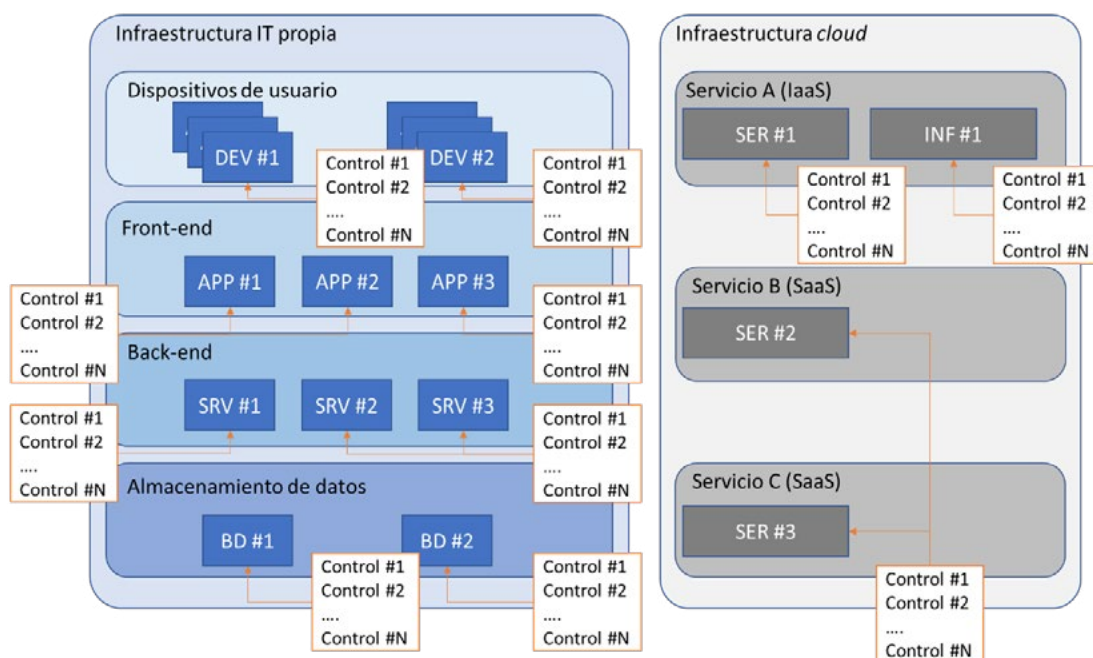 Infraestructura IT propia
Dispositivos de usuario
DEV #1
DEV #2
Control #1
Control #2
....
Control #N
Control #1
Control #2
....
Control #N
Front-end
APP #1
APP #2
APP #3
Control #1
Control #2
....
Control #N
Control #1
Control #2
....
Control #N
Back-end
SRV #1
SRV #2
SRV #3
Control #1
Control #2
....
Control #N
Control #1
Control #2
....
Control #N
Almacenamiento de datos
BD #1
BD #2
Control #1
Control #2
....
Control #N
Control #1
Control #2
....
Control #N
Infraestructura cloud
Servicio A (IaaS)
SER #1
INF #1
Control #1
Control #2
....
Control #N
Control #1
Control #2
....
Control #N
Servicio B (SaaS)
SER #2
Servicio C (SaaS)
SER #3
Control #1
Control #2
....
Control #N